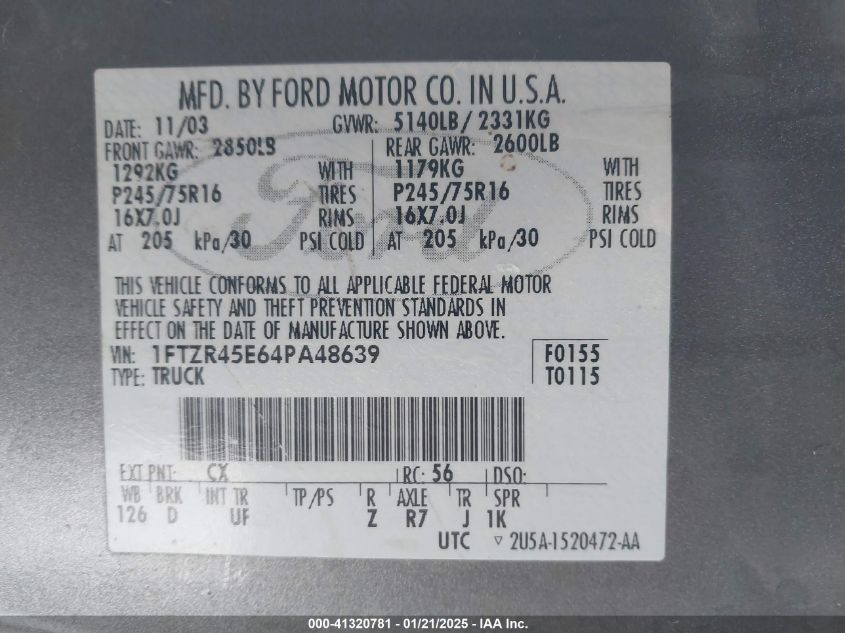 MFD. BY FORD MOTOR CO. IN U.S.A.
DATE: 11/03 GVWR: 5140LB/ 2331KG
FRONT GAWR: 2850LB REAR GAWR: 2600LB
1292KG WITH 1179KG WITH
P245/75R16 TIRES P245/75R16 TIRES
16X7.0J RIMS 16X7.0J RIMS
AT 205 kPa/30 PSI COLD AT 205 kPa/30 PSI COLD
Ford
THIS VEHICLE CONFORMS TO ALL APPLICABLE FEDERAL MOTOR
VEHICLE SAFETY AND THEFT PREVENTION STANDARDS IN
EFFECT ON THE DATE OF MANUFACTURE SHOWN ABOVE.
VIN: 1FTZR45E64PA48639 F0155
TYPE: TRUCK T0115
EXT PNT: CX RC: 56 DSO:
WB BRK INT TR TP/PS R AXLE TR SPR
126 D UF Z R7 J 1K
UTC ▽ 2U5A-1520472-AA
000-41320781 — 01/21/2025 — IAA Inc.